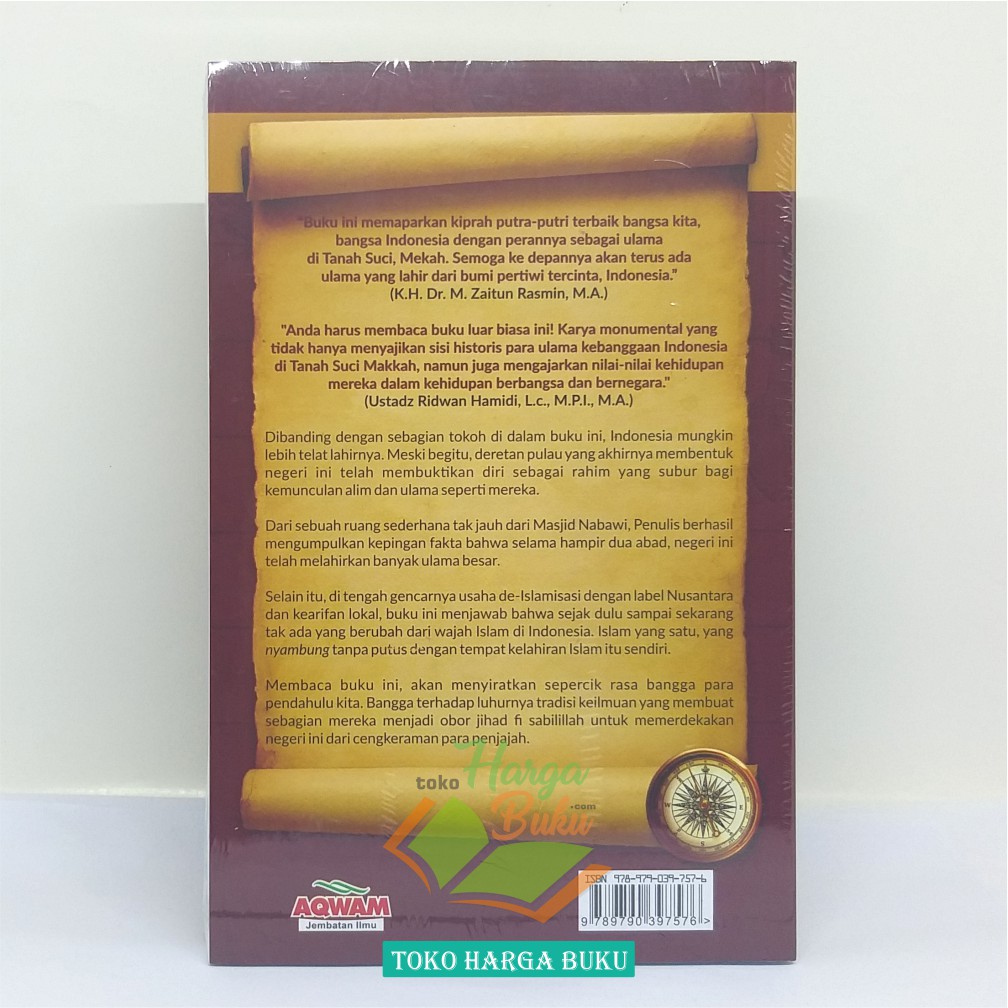 "Buku ini memaparkan kiprah putra-putri terbaik bangsa kita,
bangsa Indonesia dengan perannya sebagai ulama
di Tanah Suci, Mekah. Semoga ke depannya akan terus ada
ulama yang lahir dari bumi pertiwi tercinta, Indonesia."
(K.H. Dr. M. Zaitun Rasmin, M.A.)
"Anda harus membaca buku luar biasa ini! Karya monumental yang
tidak hanya menyajikan sisi historis para ulama kebanggaan Indonesia
di Tanah Suci Makkah, namun juga mengajarkan nilai-nilai kehidupan
mereka dalam kehidupan berbangsa dan bernegara."
(Ustadz Ridwan Hamidi, L.c., M.P.I., M.A.)
Dibanding dengan sebagian tokoh di dalam buku ini, Indonesia mungkin
lebih telat lahirnya. Meski begitu, deretan pulau yang akhirnya membentuk
negeri ini telah membuktikan diri sebagai rahim yang subur bagi
kemunculan alim dan ulama seperti mereka.
Dari sebuah ruang sederhana tak jauh dari Masjid Nabawi, Penulis berhasil
mengumpulkan kepingan fakta bahwa selama hampir dua abad, negeri ini
telah melahirkan banyak ulama besar.
Selain itu, di tengah gencarnya usaha de-Islamisasi dengan label Nusantara
dan kearifan lokal, buku ini menjawab bahwa sejak dulu sampai sekarang
tak ada yang berubah dari wajah Islam di Indonesia. Islam yang satu, yang
nyambung tanpa putus dengan tempat kelahiran Islam itu sendiri.
Membaca buku ini, akan menyiratkan sepercik rasa bangga para
pendahulu kita. Bangga terhadap luhurnya tradisi keilmuan yang membuat
sebagian mereka menjadi obor jihad fi sabilillah untuk memerdekakan
negeri ini dari cengkeraman para penjajah.
toko Harga
Buku.com
W E
S
AQWAM
Jembatan Ilmu
ISBN 978-979-039-757-6
9 789790 397576 >
TOKO HARGA BUKU